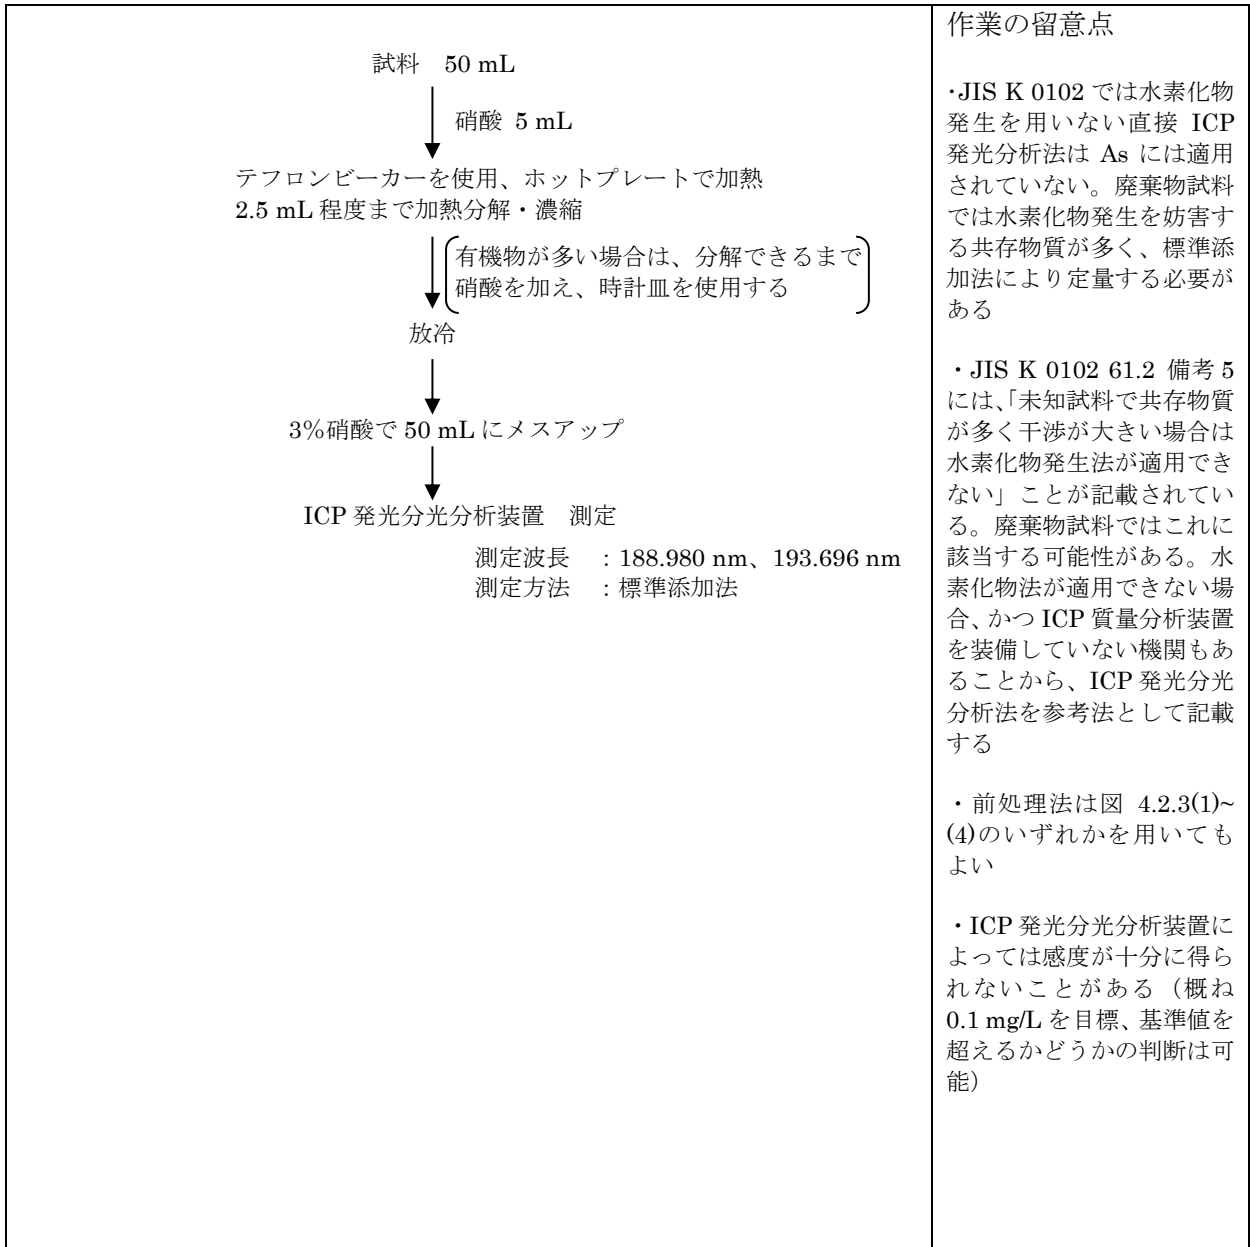 試料 50 mL
硝酸 5 mL
テフロンビーカーを使用、ホットプレートで加熱
2.5 mL 程度まで加熱分解・濃縮
有機物が多い場合は、分解できるまで
硝酸を加え、時計皿を使用する
放冷
3%硝酸で 50 mL にメスアップ
ICP 発光分光分析装置 測定
測定波長 : 188.980 nm、193.696 nm
測定方法 : 標準添加法
作業の留意点
・JIS K 0102 では水素化物
発生を用いない直接 ICP
発光分析法は As には適用
されていない。廃棄物試料
では水素化物発生を妨害す
る共存物質が多く、標準添
加法により定量する必要が
ある
・JIS K 0102 61.2 備考 5
には、「未知試料で共存物質
が多く干渉が大きい場合は
水素化物発生法が適用でき
ない」ことが記載されてい
る。廃棄物試料ではこれに
該当する可能性がある。水
素化物法が適用できない場
合、かつ ICP 質量分析装置
を装備していない機関もあ
ることから、ICP 発光分光
分析法を参考法として記載
する
・前処理法は図 4.2.3(1)~
(4)のいずれかを用いても
よい
・ICP 発光分光分析装置に
よっては感度が十分に得ら
れないことがある（概ね
0.1 mg/L を目標、基準値を
超えるかどうかの判断は可
能）